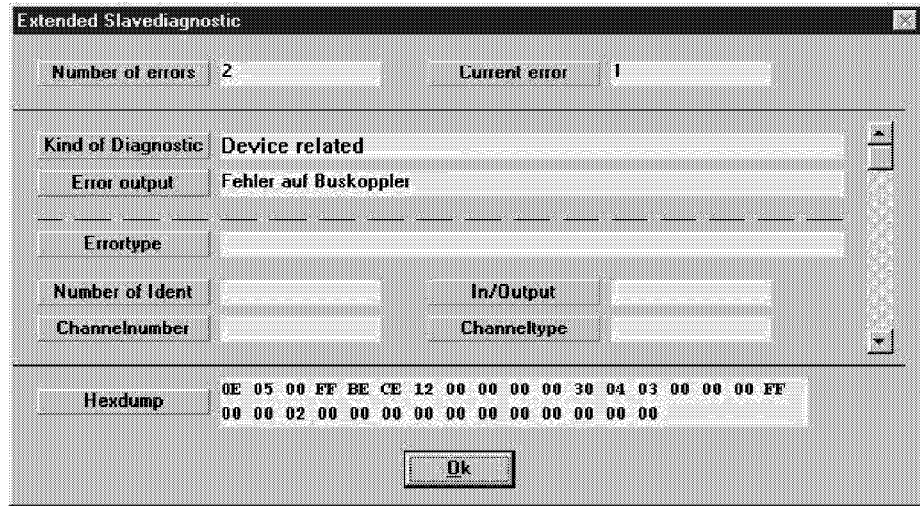 Extended Slavediagnostic
Number of errors 2 Current error 1
Kind of Diagnostic Device related
Error output Fehler auf Buskoppler
Errortype
Number of Ident In/Output
Channelnumber Channeltype
Hexdump 0E 05 00 FF BE CE 12 00 00 00 00 30 04 03 00 00 00 FF
00 00 02 00 00 00 00 00 00 00 00 00 00
Ok